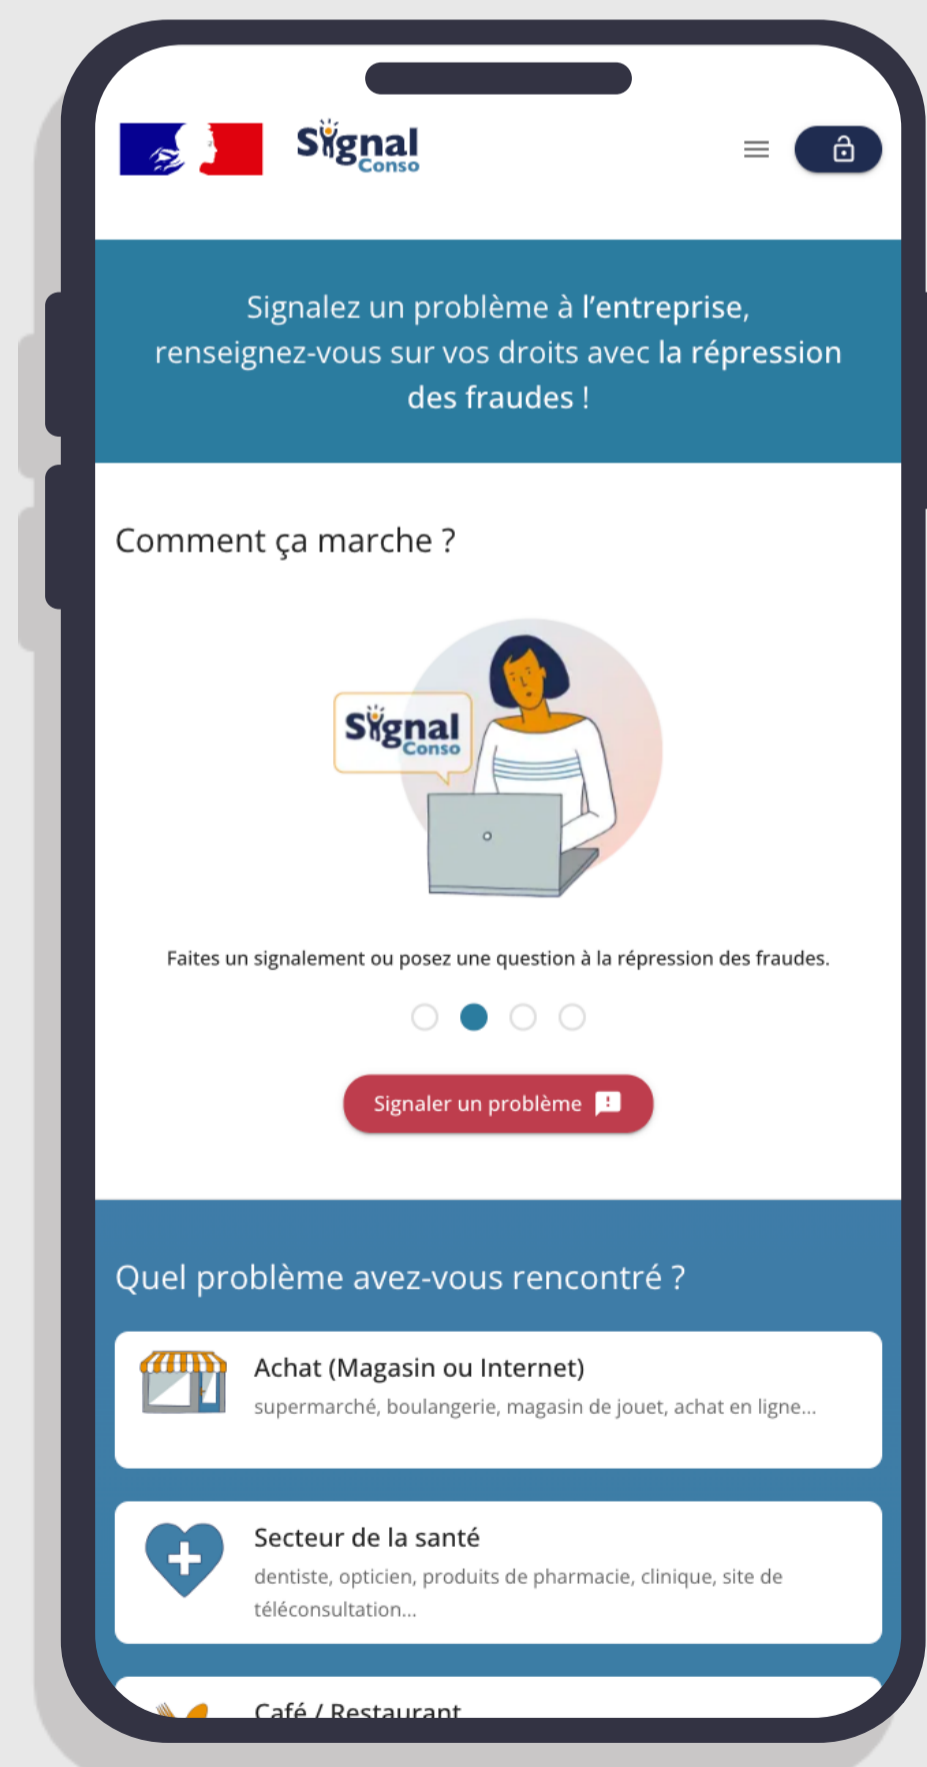 Signal
Conso
Signalez un problème à l’entreprise,
renseignez-vous sur vos droits avec la répression
des fraudes !
Comment ça marche ?
Signal
Conso
Faites un signalement ou posez une question à la répression des fraudes.
Signaler un problème
Quel problème avez-vous rencontré ?
Achat (Magasin ou Internet)
supermarché, boulangerie, magasin de jouet, achat en ligne...
Secteur de la santé
dentiste, opticien, produits de pharmacie, clinique, site de
téléconsultation...
Café / Restaurant